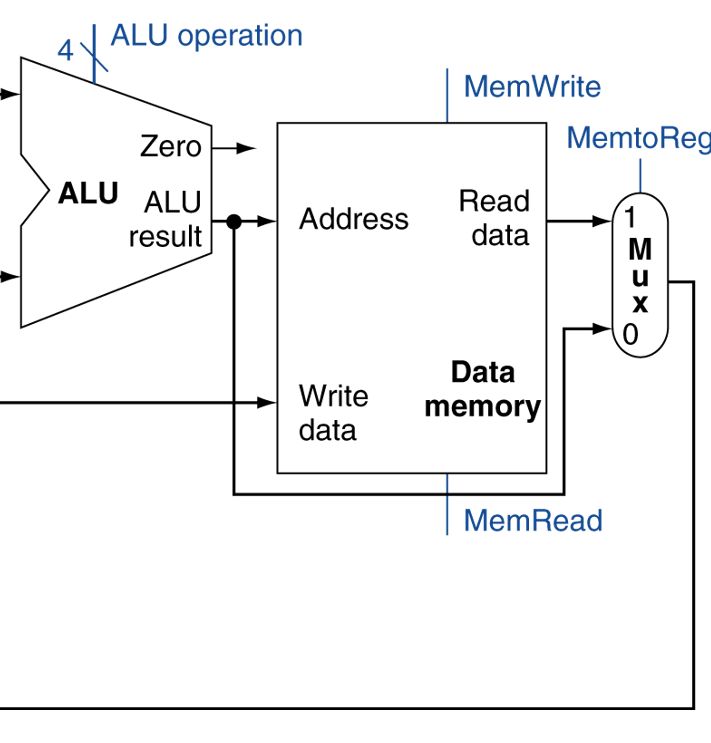 4
ALU operation
MemWrite
MemtoReg
Zero
ALU
ALU
result
Address
Read
data
1
M
u
x
0
Data
memory
Write
data
MemRead